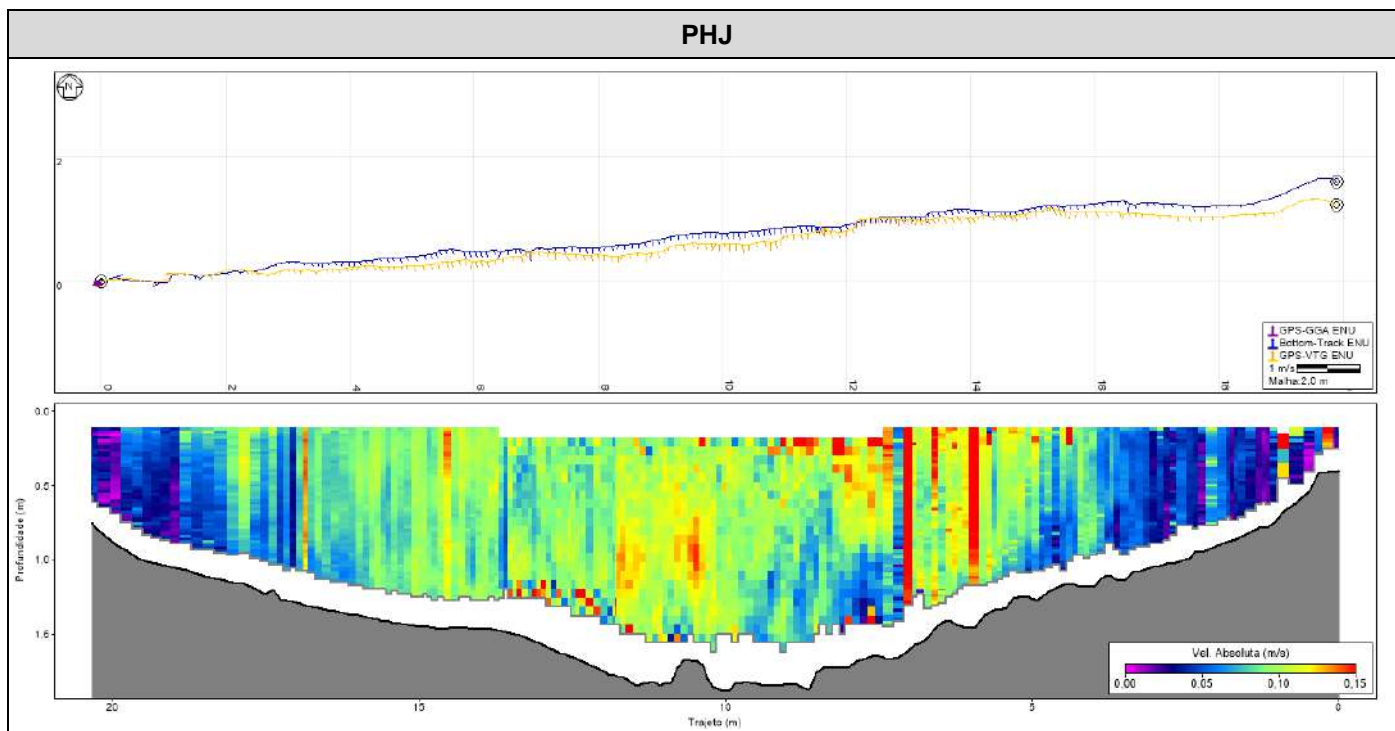 PHJ
N
2
0
GPS-GGA ENU
Bottom-Track ENU
GPS-VTG ENU
1 m/s
Malha:2.0 m
0 2 4 6 8 10 12 14 16 18
0.0
0.5
1.0
1.5
Profundidade (m)
Vel. Absoluta (m/s)
0.00 0.05 0.10 0.15
20 15 10 5 0
Trajeto (m)